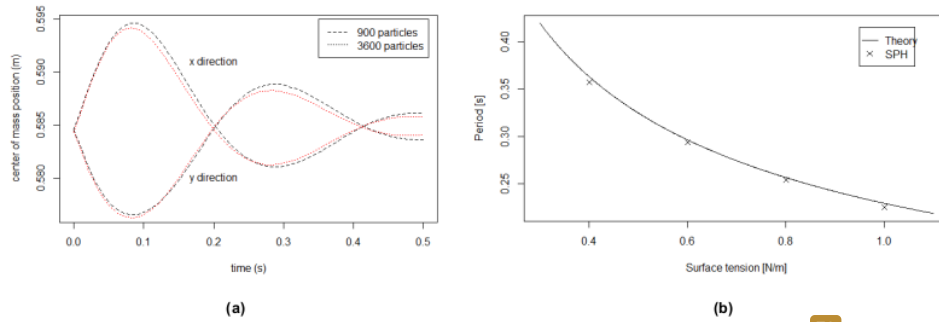 center of mass position (m)
0.595
0.590
0.585
0.580
900 particles
3600 particles
x direction
y direction
0.0 0.1 0.2 0.3 0.4 0.5
time (s)
(a)
Period [s]
0.40
0.35
0.30
0.25
Theory
SPH
0.4 0.6 0.8 1.0
Surface tension [N/m]
(b)